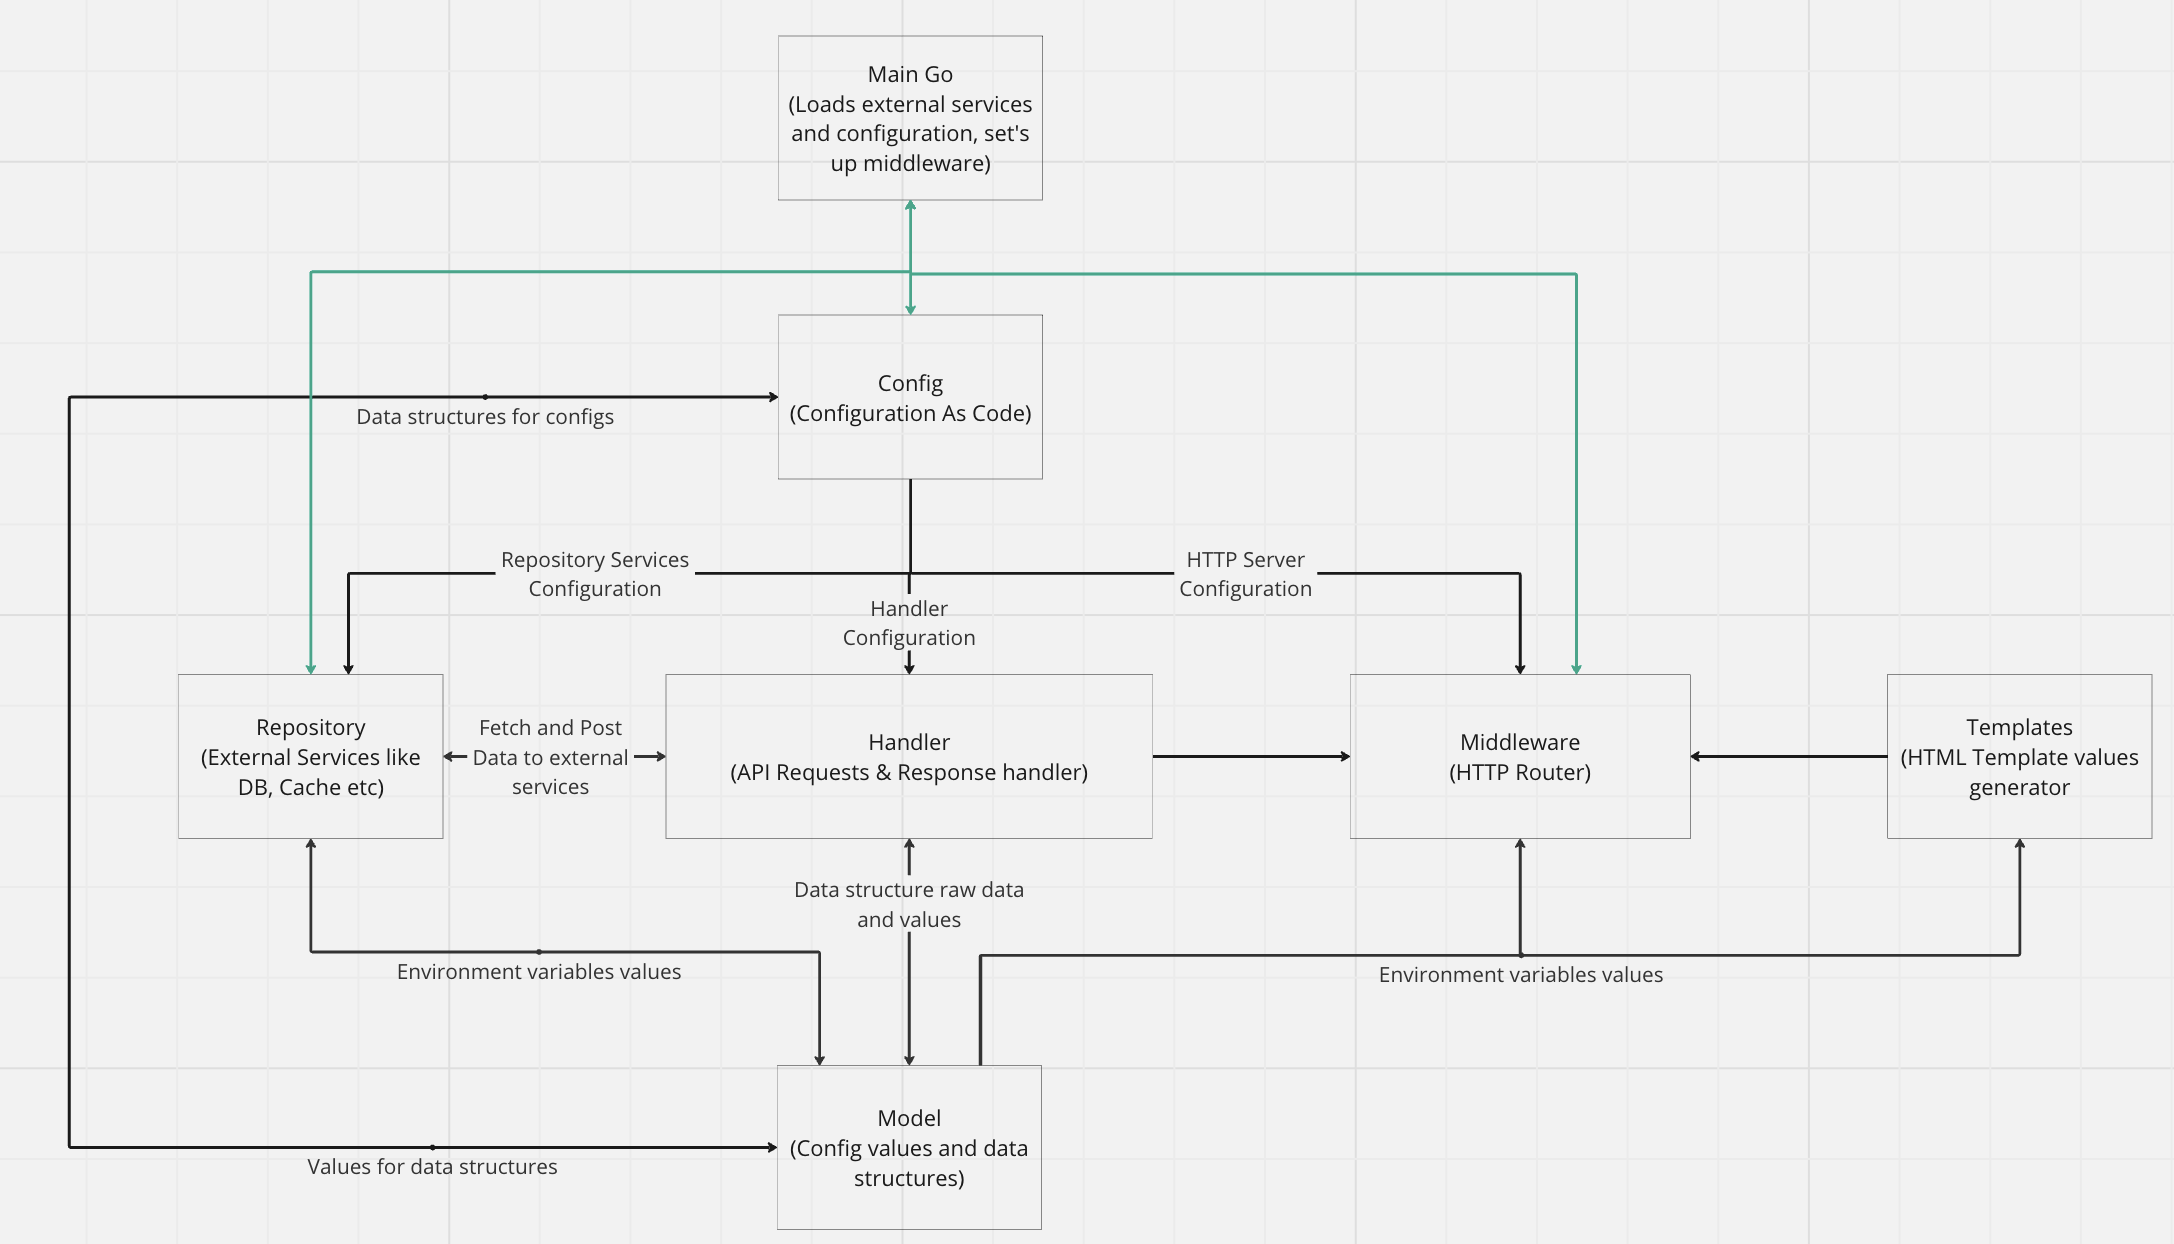 Main Go
(Loads external services
and configuration, set's
up middleware)
Config
(Configuration As Code)
Data structures for configs
Repository Services
Configuration
HTTP Server
Configuration
Handler
Configuration
Repository
(External Services like
DB, Cache etc)
Fetch and Post
Data to external
services
Handler
(API Requests & Response handler)
Middleware
(HTTP Router)
Templates
(HTML Template values
generator
Data structure raw data
and values
Environment variables values
Environment variables values
Model
(Config values and data
structures)
Values for data structures